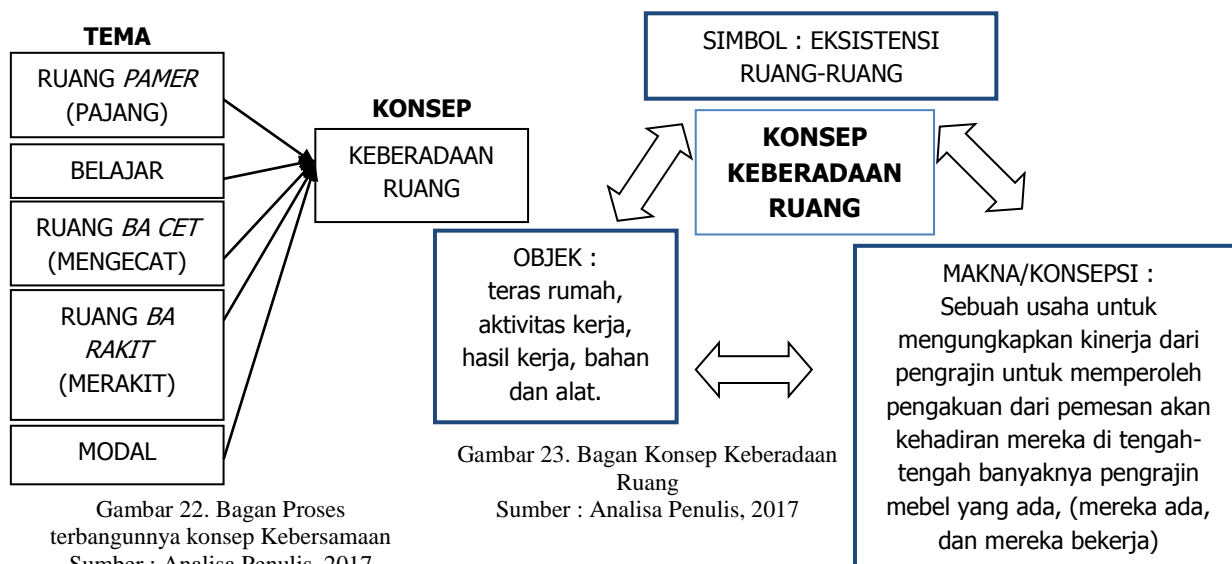 TEMA
RUANG PAMER
(PAJANG)
BELAJAR
RUANG BA CET
(MENGECAT)
RUANG BA
RAKIT
(MERAKIT)
MODAL
KONSEP
KEBERADAAN
RUANG
Gambar 22. Bagan Proses
terbangunnya konsep Kebersamaan
Sumber : Analisa Penulis, 2017
SIMBOL : EKSISTENSI
RUANG-RUANG
KONSEP
KEBERADAAN
RUANG
OBJEK :
teras rumah,
aktivitas kerja,
hasil kerja, bahan
dan alat.
MAKNA/KONSEPSI :
Sebuah usaha untuk
mengungkapkan kinerja dari
pengrajin untuk memperoleh
pengakuan dari pemesan akan
kehadiran mereka di tengah-
tengah banyaknya pengrajin
mebel yang ada, (mereka ada,
dan mereka bekerja)
Gambar 23. Bagan Konsep Keberadaan
Ruang
Sumber : Analisa Penulis, 2017